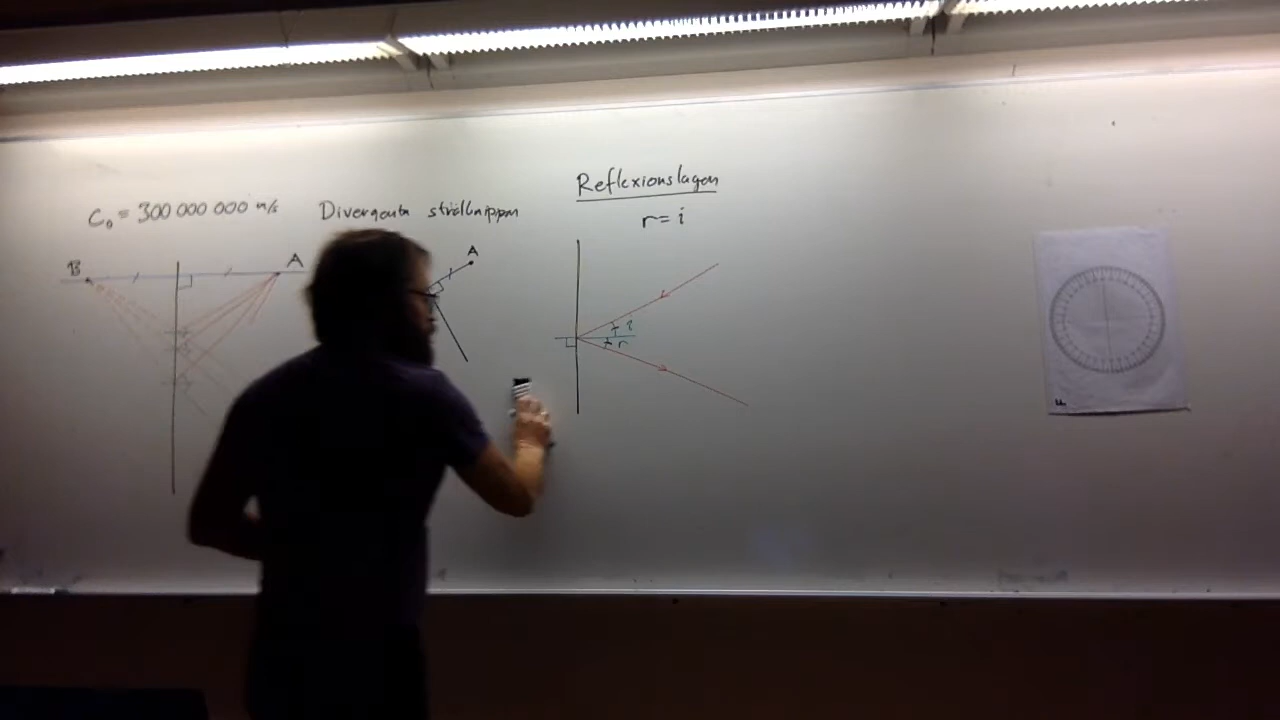 Reflexionslagen
C₀ = 300 000 000 m/s
Divergenta strålknippen
r = i
B
A
A
i
r
F